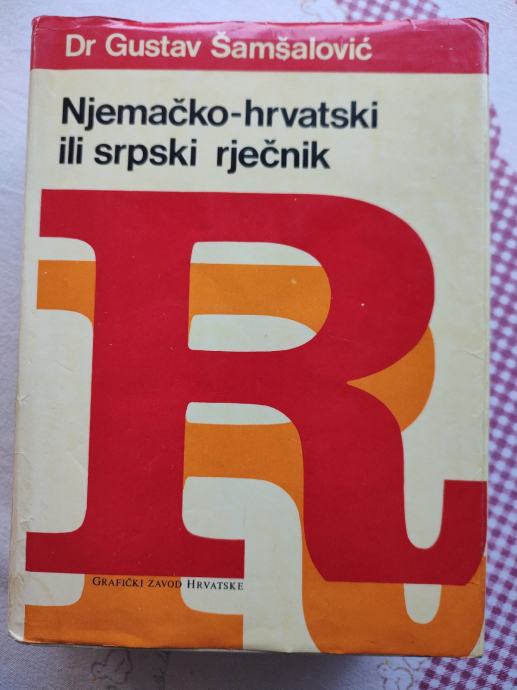 Dr Gustav Šamšalović
Njemačko-hrvatski
ili srpski rječnik
R
GRAFIČKI ZAVOD HRVATSKE